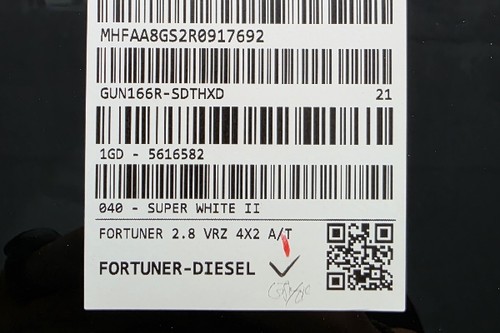 MHFAA8GS2R0917692
GUN166R-SDTHXD 21
1GD - 5616582
040 - SUPER WHITE II
FORTUNER 2.8 VRZ 4X2 A/T
FORTUNER-DIESEL